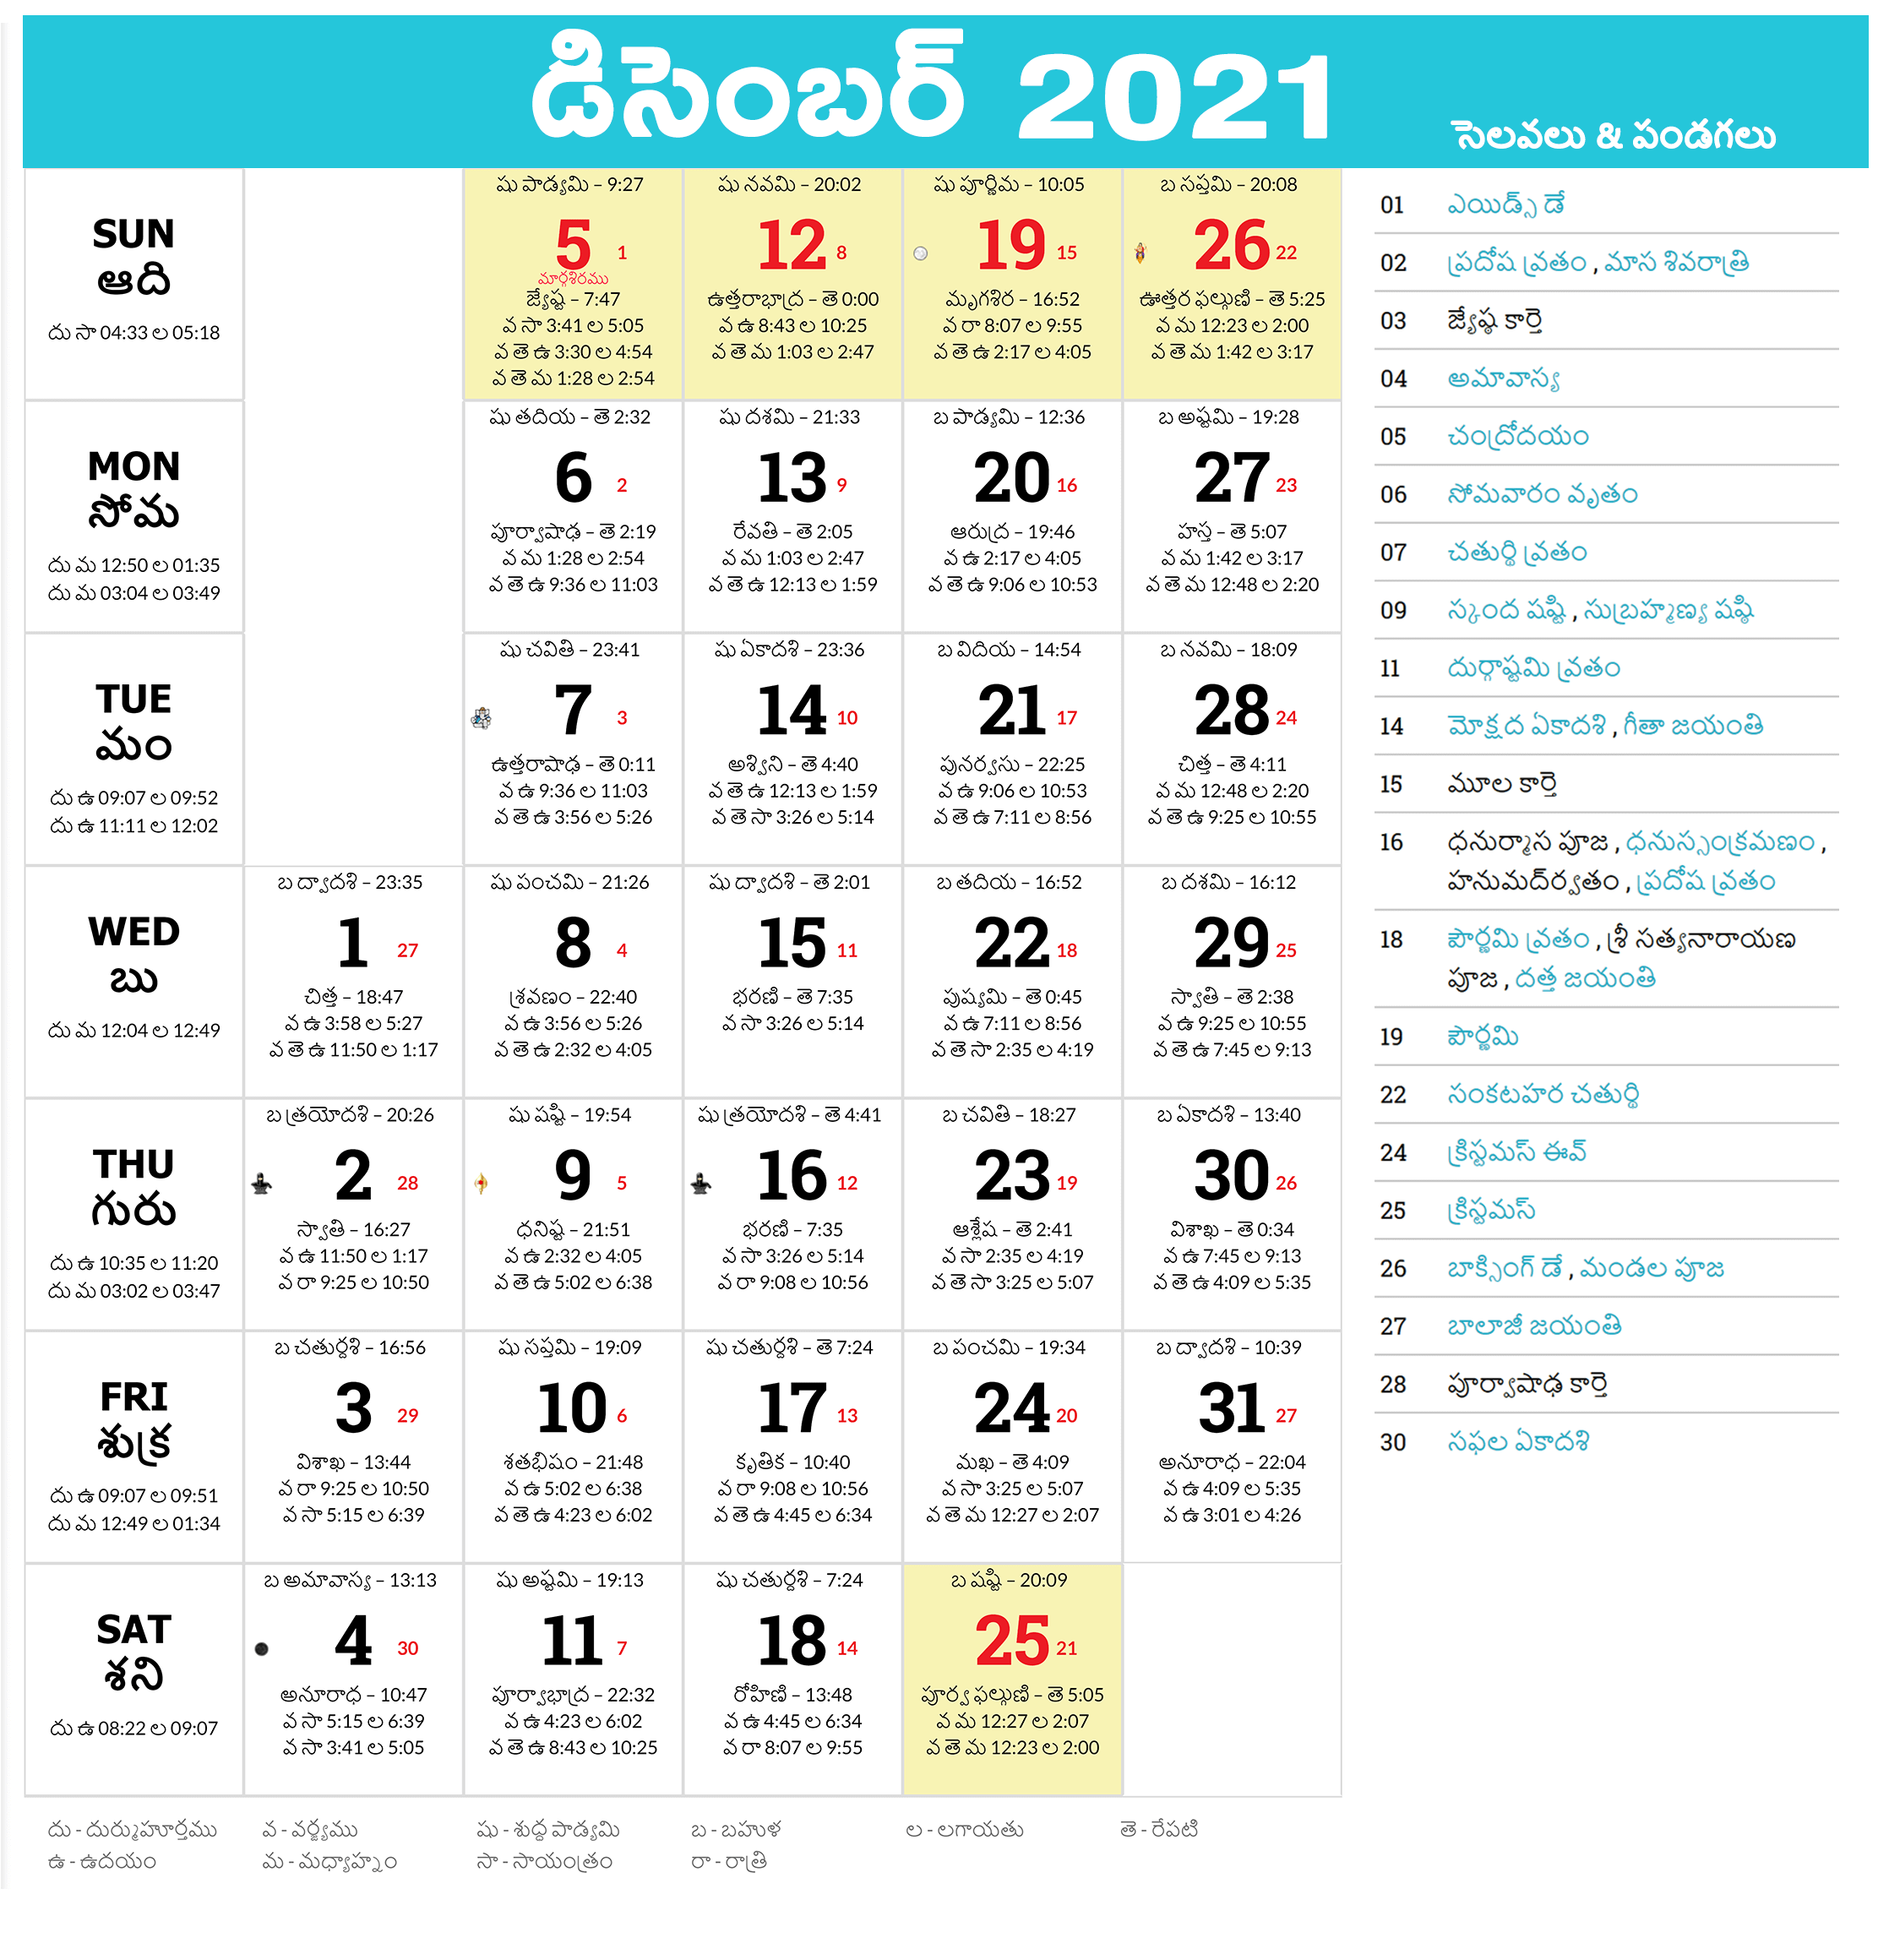 డిసెంబర్ 2021
సెలవలు & పండగలు
SUN
ఆది
దు సా 04:33 ల 05:18
షు పాడ్యమి – 9:27
5 1
మార్గశిరము
జ్యేష్ట – 7:47
వ సా 3:41 ల 5:05
వ తె ఉ 3:30 ల 4:54
వ తె మ 1:28 ల 2:54
షు నవమి – 20:02
12 8
ఉత్తరాభాద్ర – తె 0:00
వ ఉ 8:43 ల 10:25
వ తె మ 1:03 ల 2:47
షు పూర్ణిమ – 10:05
19 15
మృగశిర – 16:52
వ రా 8:07 ల 9:55
వ తె ఉ 2:17 ల 4:05
బ సప్తమి – 20:08
26 22
ఊత్తర ఫల్గుణి – తె 5:25
వ మ 12:23 ల 2:00
వ తె మ 1:42 ల 3:17
MON
సోమ
దు మ 12:50 ల 01:35
దు మ 03:04 ల 03:49
షు తదియ – తె 2:32
6 2
పూర్వాషాఢ – తె 2:19
వ మ 1:28 ల 2:54
వ తె ఉ 9:36 ల 11:03
షు దశమి – 21:33
13 9
రేవతి – తె 2:05
వ మ 1:03 ల 2:47
వ తె ఉ 12:13 ల 1:59
బ పాడ్యమి – 12:36
20 16
ఆరుద్ర – 19:46
వ ఉ 2:17 ల 4:05
వ తె ఉ 9:06 ల 10:53
బ అష్టమి – 19:28
27 23
హస్త – తె 5:07
వ మ 1:42 ల 3:17
వ తె మ 12:48 ల 2:20
TUE
మం
దు ఉ 09:07 ల 09:52
దు ఉ 11:11 ల 12:02
షు చవితి – 23:41
7 3
ఉత్తరాషాఢ – తె 0:11
వ ఉ 9:36 ల 11:03
వ తె ఉ 3:56 ల 5:26
షు ఏకాదశి – 23:36
14 10
అశ్విని – తె 4:40
వ తె ఉ 12:13 ల 1:59
వ తె సా 3:26 ల 5:14
బ విదియ – 14:54
21 17
పునర్వసు – 22:25
వ ఉ 9:06 ల 10:53
వ తె ఉ 7:11 ల 8:56
బ నవమి – 18:09
28 24
చిత్త – తె 4:11
వ మ 12:48 ల 2:20
వ తె ఉ 9:25 ల 10:55
WED
బు
దు మ 12:04 ల 12:49
బ ద్వాదశి – 23:35
1 27
చిత్త – 18:47
వ ఉ 3:58 ల 5:27
వ తె ఉ 11:50 ల 1:17
షు పంచమి – 21:26
8 4
శ్రవణం – 22:40
వ ఉ 3:56 ల 5:26
వ తె ఉ 2:32 ల 4:05
షు ద్వాదశి – తె 2:01
15 11
భరణి – తె 7:35
వ సా 3:26 ల 5:14
బ తదియ – 16:52
22 18
పుష్యమి – తె 0:45
వ ఉ 7:11 ల 8:56
వ తె సా 2:35 ల 4:19
బ దశమి – 16:12
29 25
స్వాతి – తె 2:38
వ ఉ 9:25 ల 10:55
వ తె ఉ 7:45 ల 9:13
THU
గురు
దు ఉ 10:35 ల 11:20
దు మ 03:02 ల 03:47
బ త్రయోదశి – 20:26
2 28
స్వాతి – 16:27
వ ఉ 11:50 ల 1:17
వ రా 9:25 ల 10:50
షు షష్టి – 19:54
9 5
ధనిష్ట – 21:51
వ ఉ 2:32 ల 4:05
వ తె ఉ 5:02 ల 6:38
షు త్రయోదశి – తె 4:41
16 12
భరణి – 7:35
వ సా 3:26 ల 5:14
వ రా 9:08 ల 10:56
బ చవితి – 18:27
23 19
ఆశ్లేష – తె 2:41
వ సా 2:35 ల 4:19
వ తె సా 3:25 ల 5:07
బ ఏకాదశి – 13:40
30 26
విశాఖ – తె 0:34
వ ఉ 7:45 ల 9:13
వ తె ఉ 4:09 ల 5:35
FRI
శుక్ర
దు ఉ 09:07 ల 09:51
దు మ 12:49 ల 01:34
బ చతుర్దశి – 16:56
3 29
విశాఖ – 13:44
వ రా 9:25 ల 10:50
వ సా 5:15 ల 6:39
షు సప్తమి – 19:09
10 6
శతభిషం – 21:48
వ ఉ 5:02 ల 6:38
వ తె ఉ 4:23 ల 6:02
షు చతుర్దశి – తె 7:24
17 13
కృతిక – 10:40
వ రా 9:08 ల 10:56
వ తె ఉ 4:45 ల 6:34
బ పంచమి – 19:34
24 20
మఖ – తె 4:09
వ సా 3:25 ల 5:07
వ తె మ 12:27 ల 2:07
బ ద్వాదశి – 10:39
31 27
అనూరాధ – 22:04
వ ఉ 4:09 ల 5:35
వ ఉ 3:01 ల 4:26
SAT
శని
దు ఉ 08:22 ల 09:07
బ అమావాస్య – 13:13
4 30
అనూరాధ – 10:47
వ సా 5:15 ల 6:39
వ సా 3:41 ల 5:05
షు అష్టమి – 19:13
11 7
పూర్వాభాద్ర – 22:32
వ ఉ 4:23 ల 6:02
వ తె ఉ 8:43 ల 10:25
షు చతుర్దశి – 7:24
18 14
రోహిణి – 13:48
వ ఉ 4:45 ల 6:34
వ రా 8:07 ల 9:55
బ షష్టి – 20:09
25 21
పూర్వ ఫల్గుణి – తె 5:05
వ మ 12:27 ల 2:07
వ తె మ 12:23 ల 2:00
01 ఎయిడ్స్ డే
02 ప్రదోష వ్రతం , మాస శివరాత్రి
03 జ్యేష్ఠ కార్తె
04 అమావాస్య
05 చంద్రోదయం
06 సోమవారం వృతం
07 చతుర్థి వ్రతం
09 స్కంద షష్టి , సుబ్రహ్మణ్య షష్ఠి
11 దుర్గాష్టమి వ్రతం
14 మోక్షద ఏకాదశి , గీతా జయంతి
15 మూల కార్తె
16 ధనుర్మాస పూజ , ధనుస్సంక్రమణం ,
హనుమద్ర్వతం , ప్రదోష వ్రతం
18 పౌర్ణమి వ్రతం , శ్రీ సత్యనారాయణ
పూజ , దత్త జయంతి
19 పౌర్ణమి
22 సంకటహర చతుర్థి
24 క్రిస్టమస్ ఈవ్
25 క్రిస్టమస్
26 బాక్సింగ్ డే , మండల పూజ
27 బాలాజీ జయంతి
28 పూర్వాషాఢ కార్తె
30 సఫల ఏకాదశి
దు - దుర్ముహూర్తము వ - వర్జ్యము షు - శుద్ధ పాడ్యమి బ - బహుళ ల - లగాయతు తె - రేపటి
ఉ - ఉదయం మ - మధ్యాహ్నం సా - సాయంత్రం రా - రాత్రి